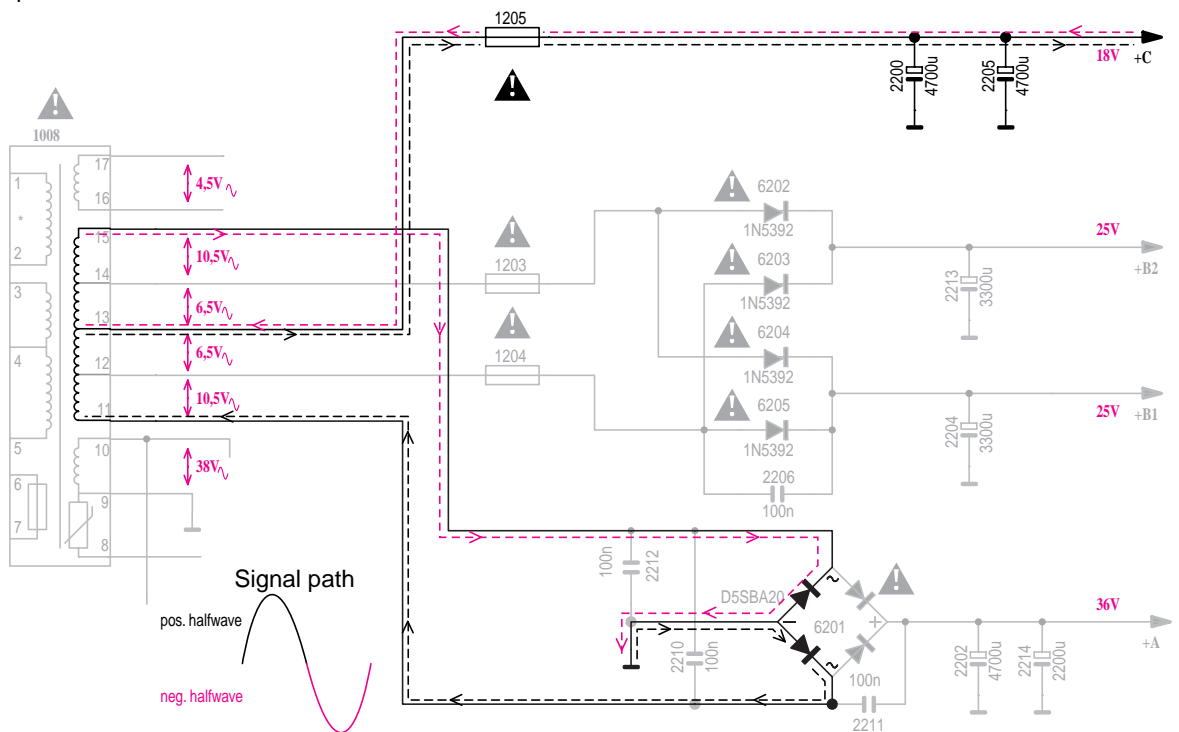 1205
2200
4700u
2205
4700u
18V
+C
1008
17
16
4,5V
1
*
2
15
10,5V
14
3
6,5V
13
4
6,5V
12
10,5V
11
5
10
38V
6
9
7
8
1203
1204
6202
1N5392
6203
1N5392
6204
1N5392
6205
1N5392
2206
100n
25V
+B2
2213
3300u
25V
+B1
2204
3300u
100n
2212
2210
100n
D5SBA20
~
-
6201
+
~
100n
2211
36V
+A
2202
4700u
2214
2200u
Signal path
pos. halfwave
neg. halfwave